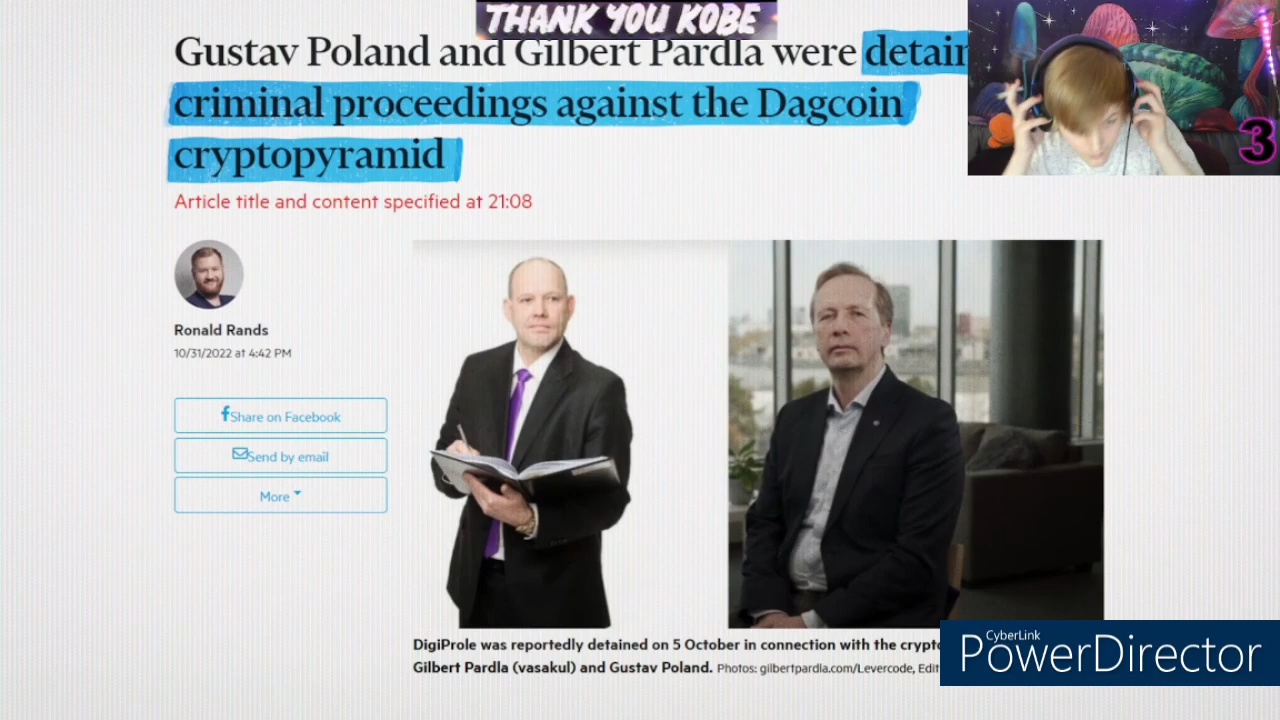 THANK YOU KOBE
Gustav Poland and Gilbert Pardla were
criminal proceedings against the Dagcoin
cryptopyramid
3
Article title and content specified at 21:08
Ronald Rands
10/31/2022 at 4:42 PM
Share on Facebook
Send by email
More
DigiProle was reportedly detained on 5 October in connection with the
Gilbert Pardla (vasakul) and Gustav Poland. Photos: gilbertpardla.com/Levercode,
CyberLink
PowerDirector